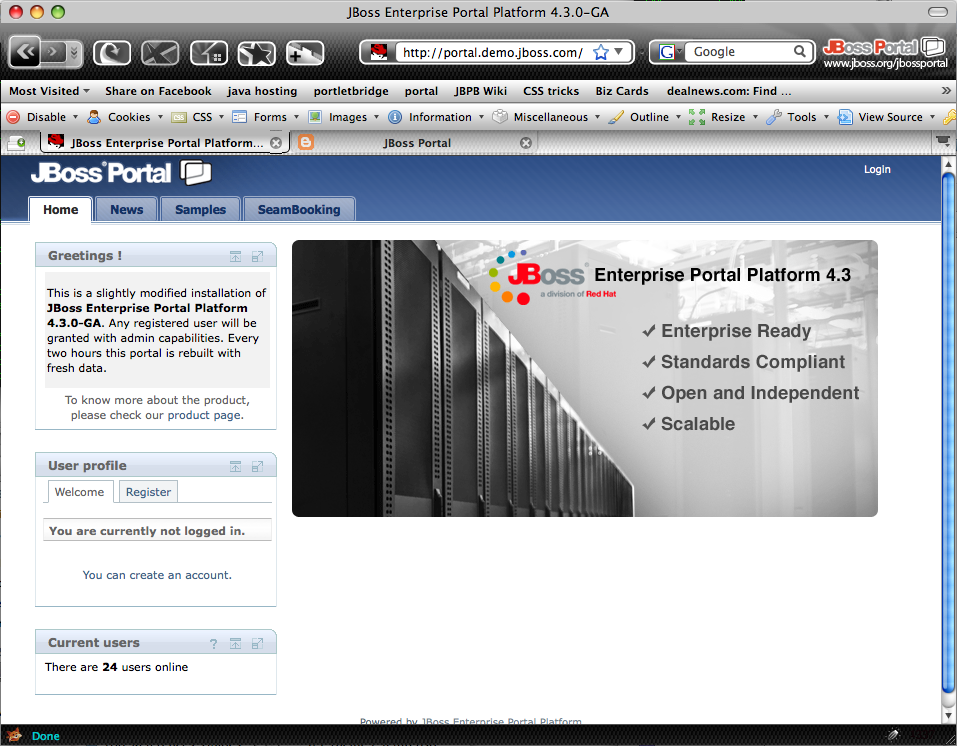 JBoss Enterprise Portal Platform 4.3.0-GA
http://portal.demo.jboss.com/
Google
JBoss Portal
www.jboss.org/jbossportal
Most Visited Share on Facebook java hosting portletbridge portal JBPB Wiki CSS tricks Biz Cards dealnews.com: Find ...
Disable Cookies CSS Forms Images Information Miscellaneous Outline Resize Tools View Source
JBoss Enterprise Portal Platform... JBoss Portal
JBoss Portal
Login
Home News Samples SeamBooking
Greetings !
This is a slightly modified installation of
JBoss Enterprise Portal Platform
4.3.0-GA. Any registered user will be
granted with admin capabilities. Every
two hours this portal is rebuilt with
fresh data.
To know more about the product,
please check our product page.
User profile
Welcome Register
You are currently not logged in.
You can create an account.
Current users ?
There are 24 users online
JBoss Enterprise Portal Platform 4.3
a division of Red Hat
✓ Enterprise Ready
✓ Standards Compliant
✓ Open and Independent
✓ Scalable
Powered by JBoss Enterprise Portal Platform
Done